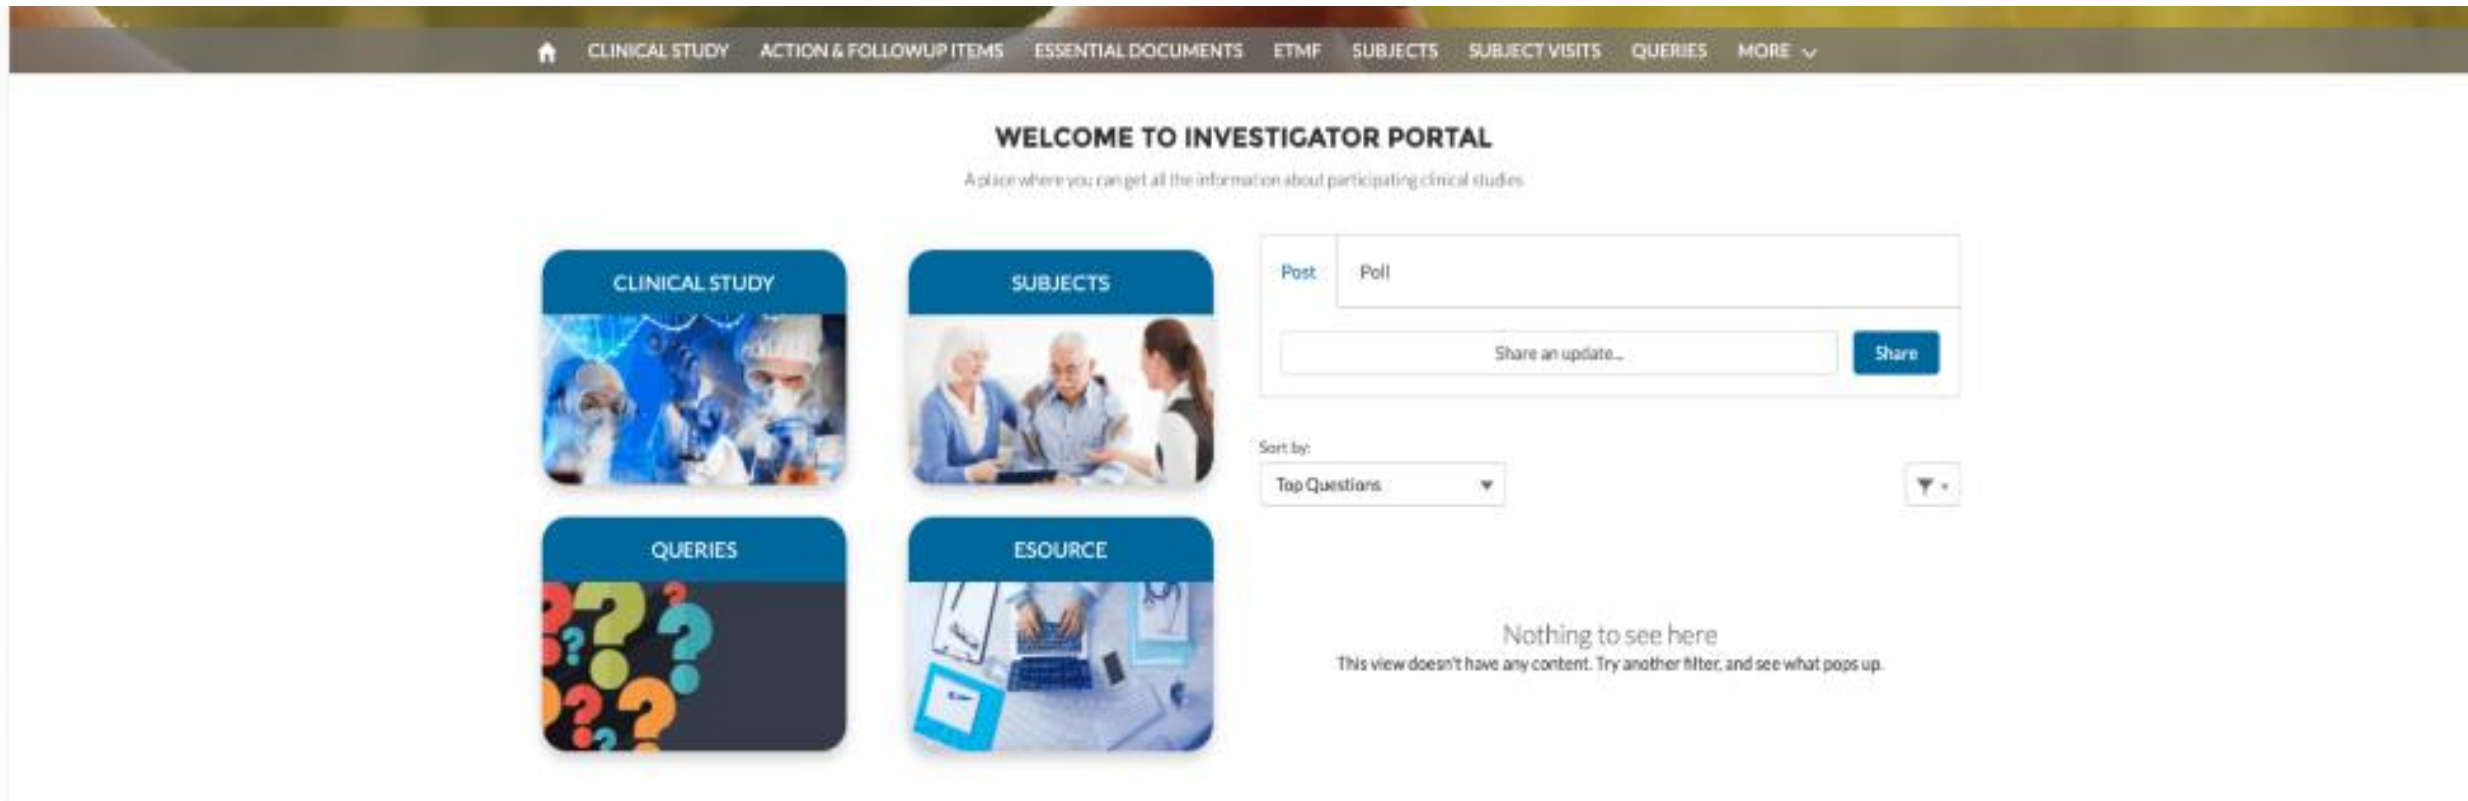 CLINICAL STUDY ACTION & FOLLOWUP ITEMS ESSENTIAL DOCUMENTS ETMF SUBJECTS SUBJECT VISITS QUERIES MORE
WELCOME TO INVESTIGATOR PORTAL
A place where you can get all the information about participating clinical studies
CLINICAL STUDY
SUBJECTS
QUERIES
ESOURCE
Post Poll
Share an update... Share
Sort by:
Top Questions
Nothing to see here
This view doesn't have any content. Try another filter, and see what pops up.